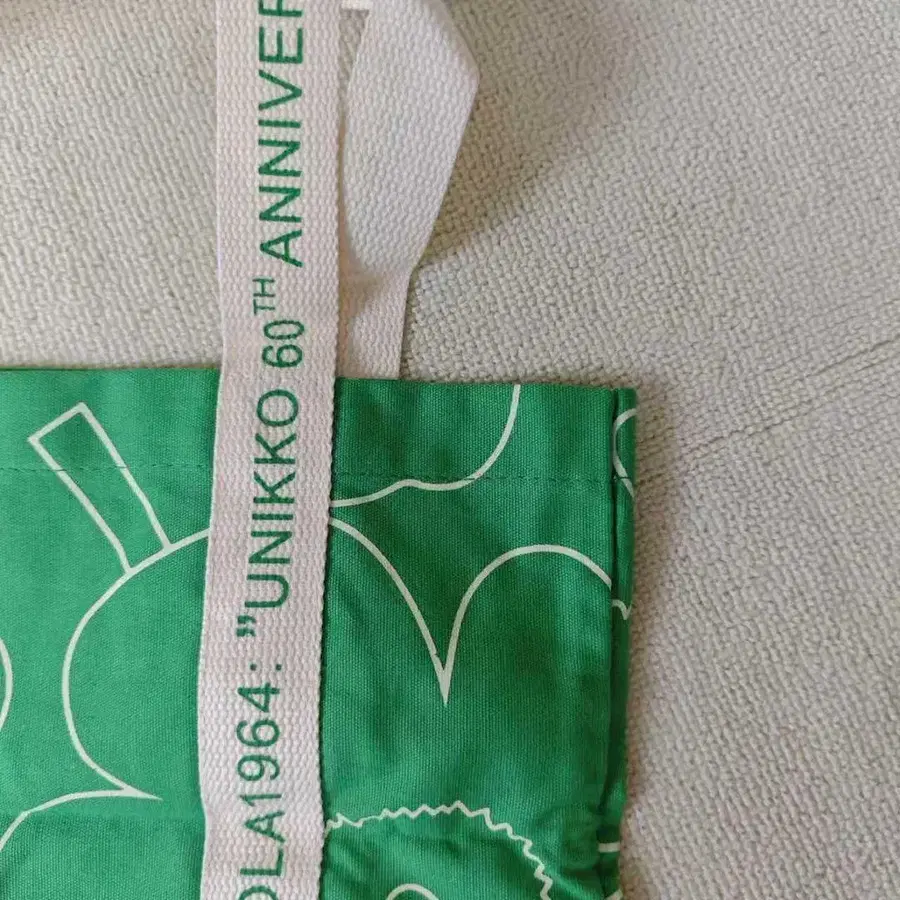 OLA1964: ”UNIKKO 60TH ANNIVER